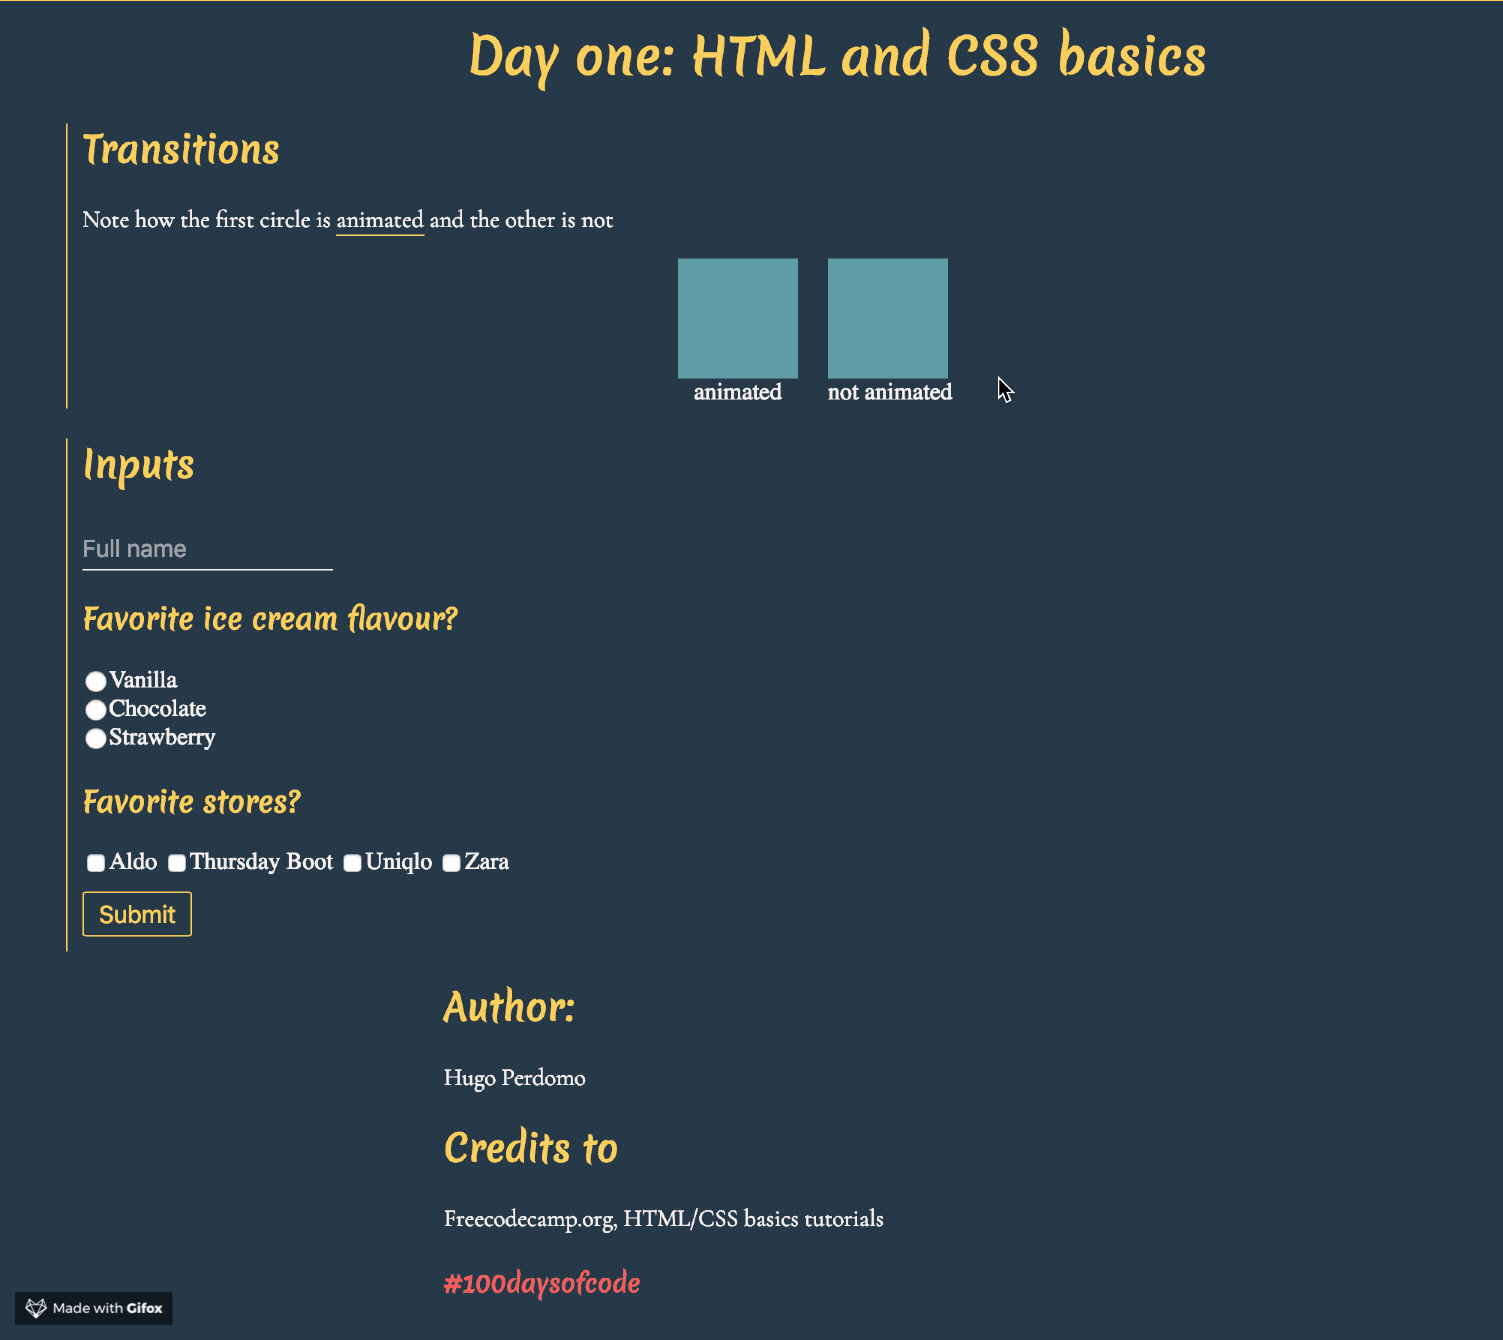 Day one: HTML and CSS basics
Transitions
Note how the first circle is animated and the other is not
animated
not animated
Inputs
Full name
Favorite ice cream flavour?
Vanilla
Chocolate
Strawberry
Favorite stores?
Aldo Thursday Boot Uniqlo Zara
Submit
Author:
Hugo Perdomo
Credits to
Freecodecamp.org, HTML/CSS basics tutorials
#100daysofcode
Made with Gifox